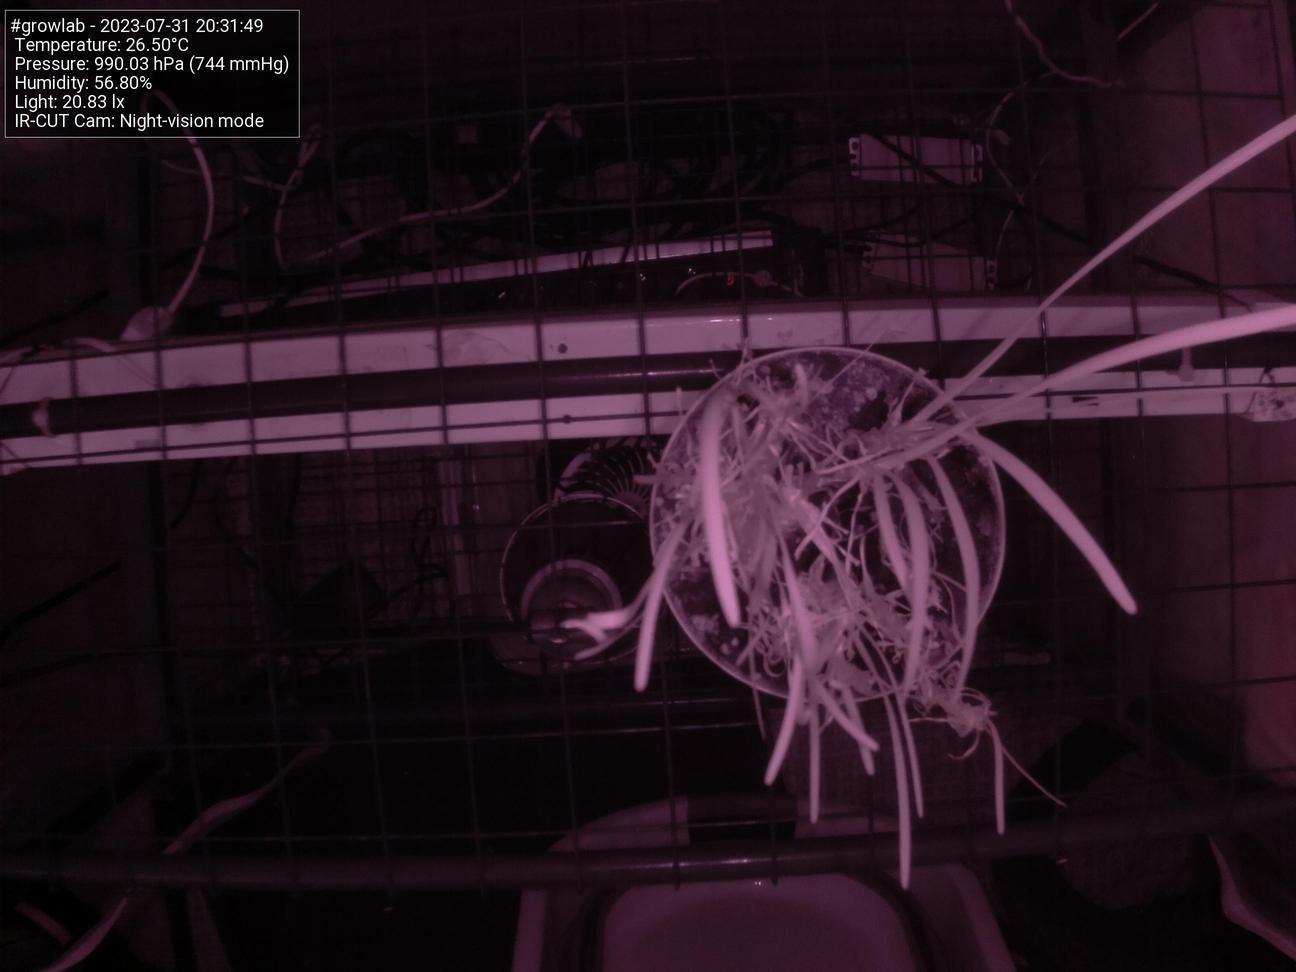 #growlab - 2023-07-31 20:31:49
Temperature: 26.50°C
Pressure: 990.03 hPa (744 mmHg)
Humidity: 56.80%
Light: 20.83 lx
IR-CUT Cam: Night-vision mode